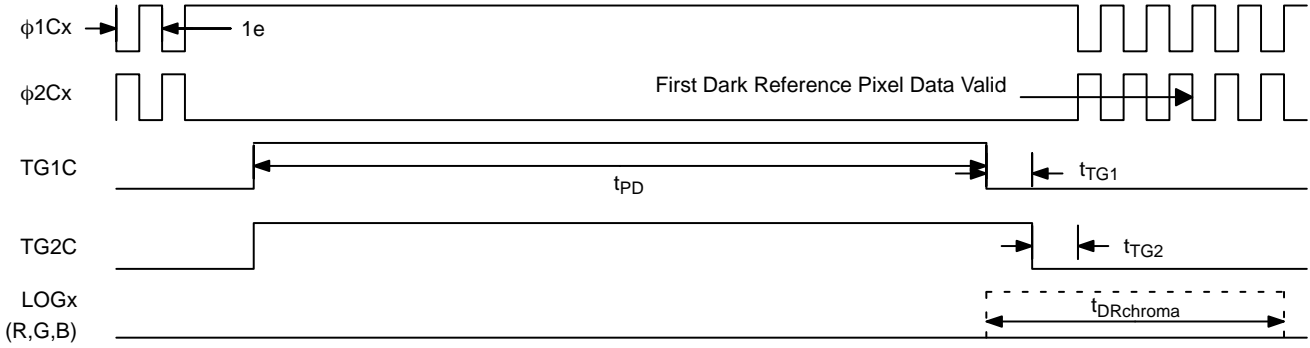 ϕ1Cx
1e
ϕ2Cx
First Dark Reference Pixel Data Valid
TG1C
tPD
tTG1
TG2C
tTG2
LOGx
(R,G,B)
tDRchroma